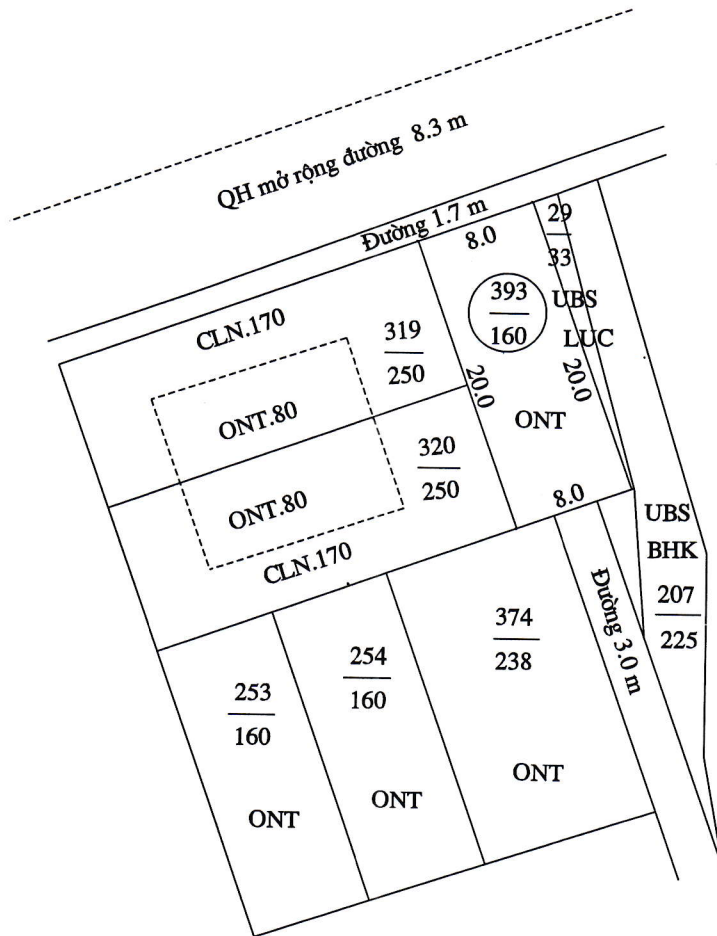 QH mở rộng đường 8.3 m
Đường 1.7 m
8.0
29
33
393
160
UBS
LUC
CLN.170
319
250
20.0
20.0
ONT.80
ONT
320
250
ONT.80
8.0
UBS
BHK
CLN.170
207
225
Đường 3.0 m
374
238
254
160
253
160
ONT
ONT
ONT